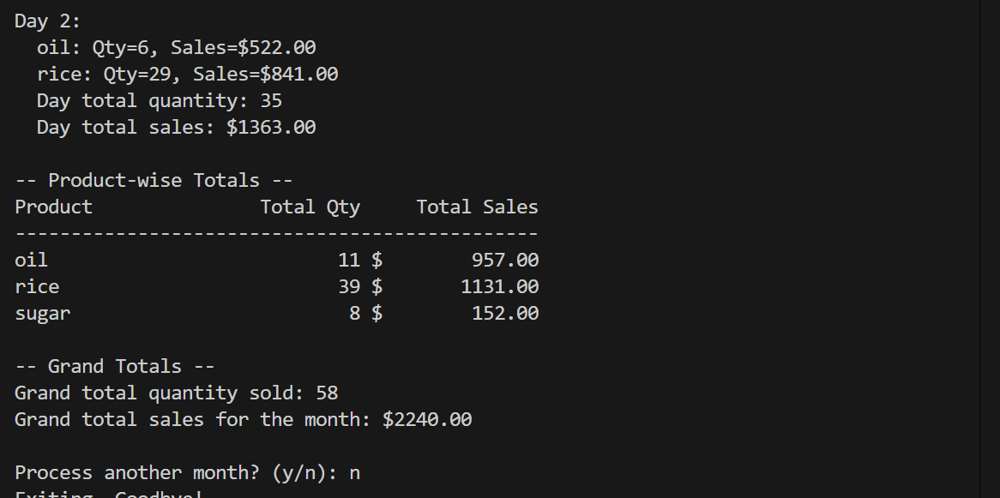 Day 2:
  oil: Qty=6, Sales=$522.00
  rice: Qty=29, Sales=$841.00
  Day total quantity: 35
  Day total sales: $1363.00

-- Product-wise Totals --
Product               Total Qty     Total Sales
-----------------------------------------------
oil                          11 $        957.00
rice                         39 $       1131.00
sugar                         8 $        152.00

-- Grand Totals --
Grand total quantity sold: 58
Grand total sales for the month: $2240.00

Process another month? (y/n): n
Exiting. Goodbye!